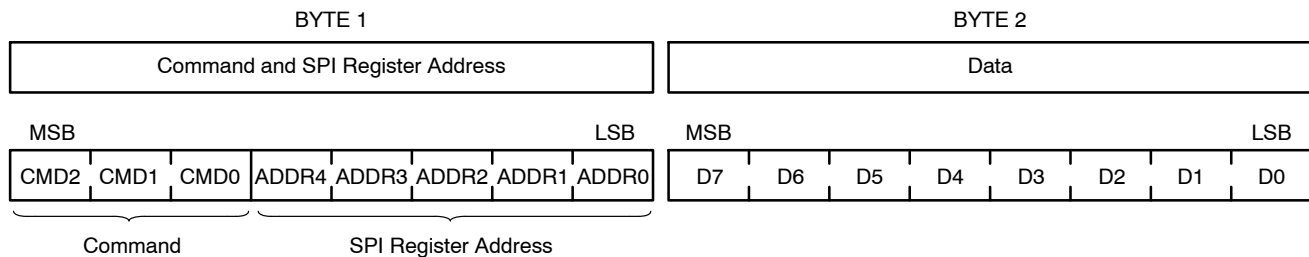 BYTE 1 BYTE 2
Command and SPI Register Address Data
MSB LSB MSB LSB
CMD2 CMD1 CMD0 ADDR4 ADDR3 ADDR2 ADDR1 ADDR0 D7 D6 D5 D4 D3 D2 D1 D0
Command SPI Register Address